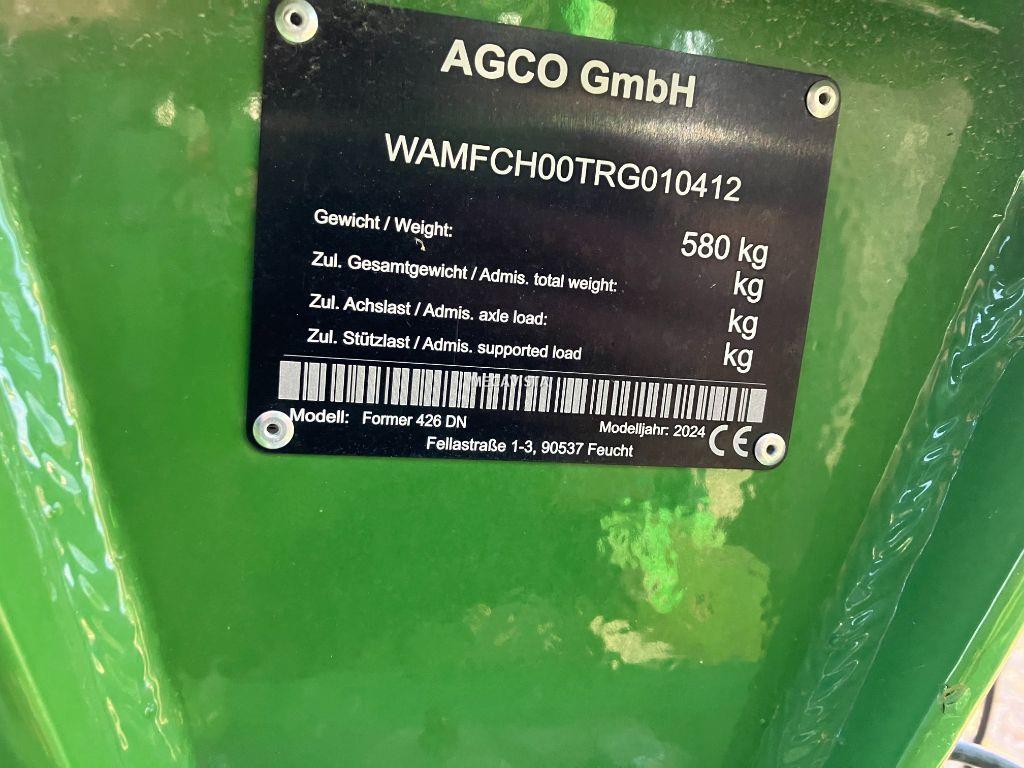 AGCO GmbH
WAMFCH00TRG010412
Gewicht / Weight: 580 kg
Zul. Gesamtgewicht / Admis. total weight: kg
Zul. Achslast / Admis. axle load: kg
Zul. Stützlast / Admis. supported load kg
MEGAVISTA
Modell: Former 426 DN Modelljahr: 2024 CE
Fellastraße 1-3, 90537 Feucht